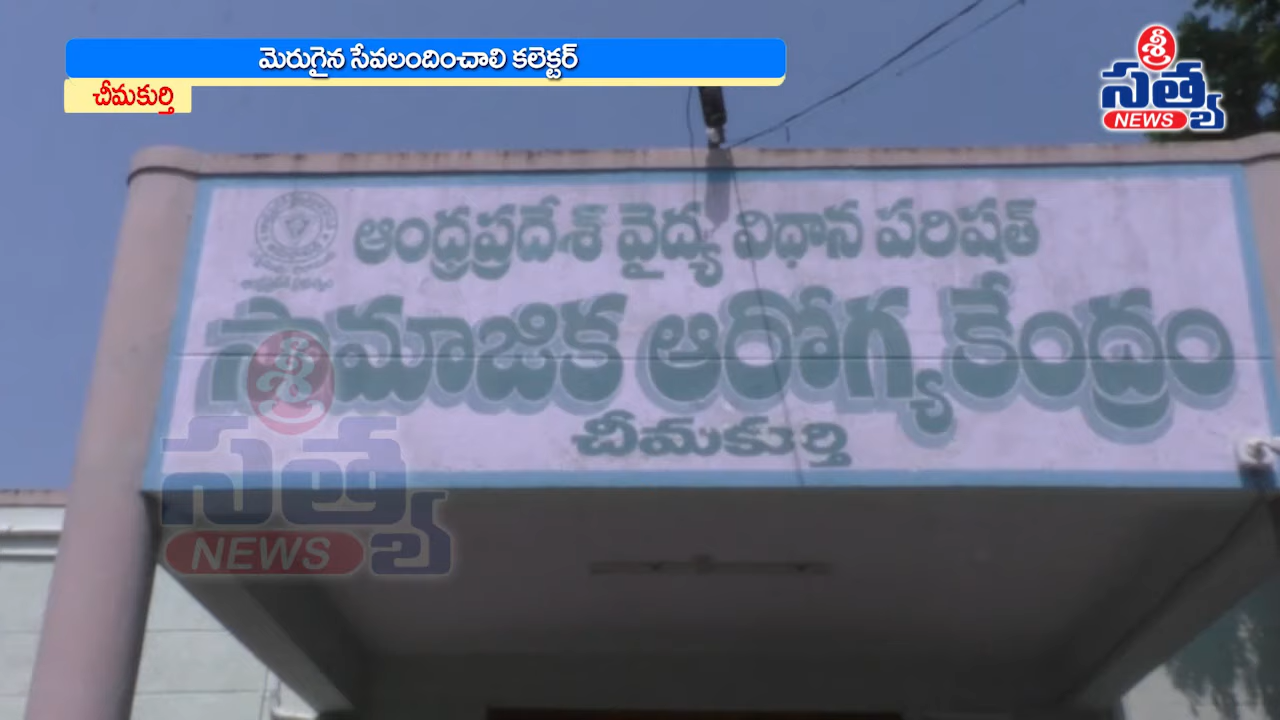 మెరుగైన సేవలందించాలి కలెక్టర్
చీమకుర్తి
శ్రీ
సత్య
NEWS
ఆంధ్రప్రదేశ్ వైద్య విధాన పరిషత్
సామాజిక ఆరోగ్య కేంద్రం
చీమకుర్తి
శ్రీ
సత్య
NEWS